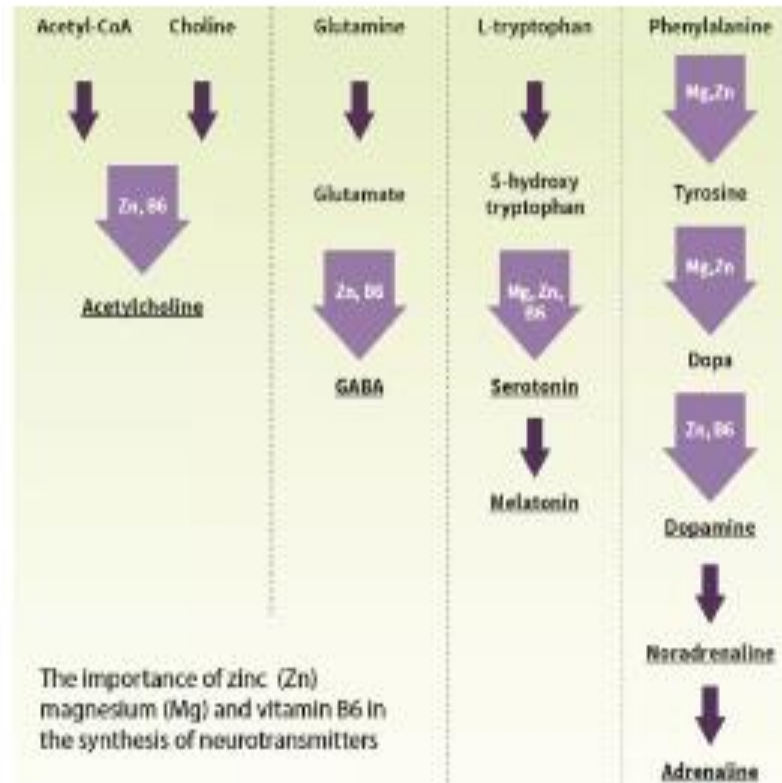 Acetyl-CoA Choline
Zn, B6
Acetylcholine
Glutamine
Glutamate
Zn, B6
GABA
L-tryptophan
5-hydroxy
tryptophan
Mg, Zn,
B6
Serotonin
Melatonin
Phenylalanine
Mg,Zn
Tyrosine
Mg,Zn
Dopa
Zn, B6
Dopamine
Noradrenaline
Adrenaline
The importance of zinc (Zn)
magnesium (Mg) and vitamin B6 in
the synthesis of neurotransmitters